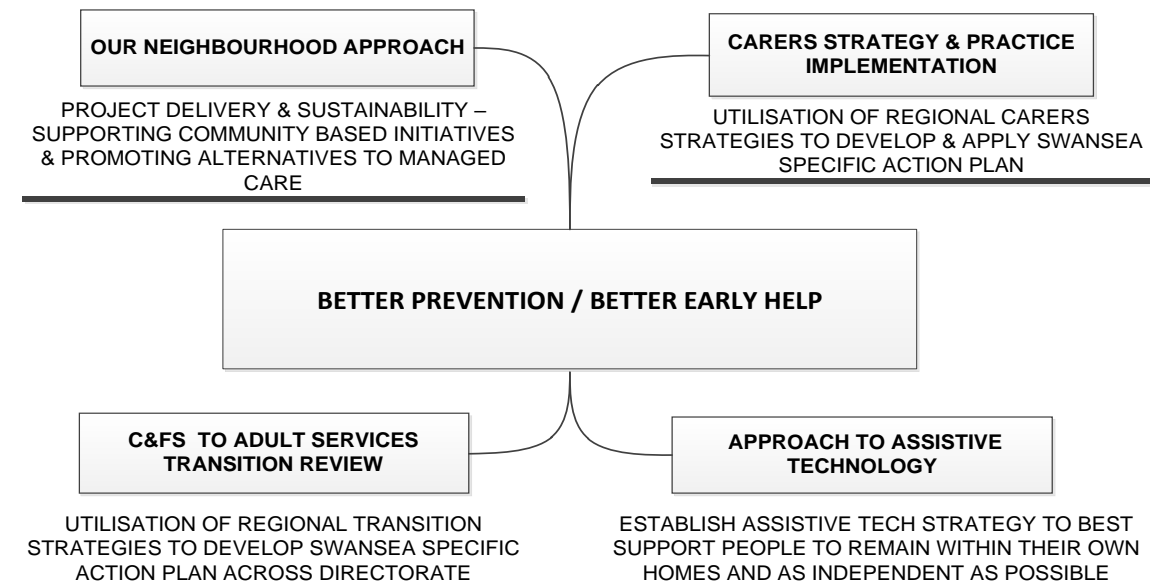 OUR NEIGHBOURHOOD APPROACH
PROJECT DELIVERY & SUSTAINABILITY –
SUPPORTING COMMUNITY BASED INITIATIVES
& PROMOTING ALTERNATIVES TO MANAGED
CARE
CARERS STRATEGY & PRACTICE
IMPLEMENTATION
UTILISATION OF REGIONAL CARERS
STRATEGIES TO DEVELOP & APPLY SWANSEA
SPECIFIC ACTION PLAN
BETTER PREVENTION / BETTER EARLY HELP
C&FS TO ADULT SERVICES
TRANSITION REVIEW
UTILISATION OF REGIONAL TRANSITION
STRATEGIES TO DEVELOP SWANSEA SPECIFIC
ACTION PLAN ACROSS DIRECTORATE
APPROACH TO ASSISTIVE
TECHNOLOGY
ESTABLISH ASSISTIVE TECH STRATEGY TO BEST
SUPPORT PEOPLE TO REMAIN WITHIN THEIR OWN
HOMES AND AS INDEPENDENT AS POSSIBLE